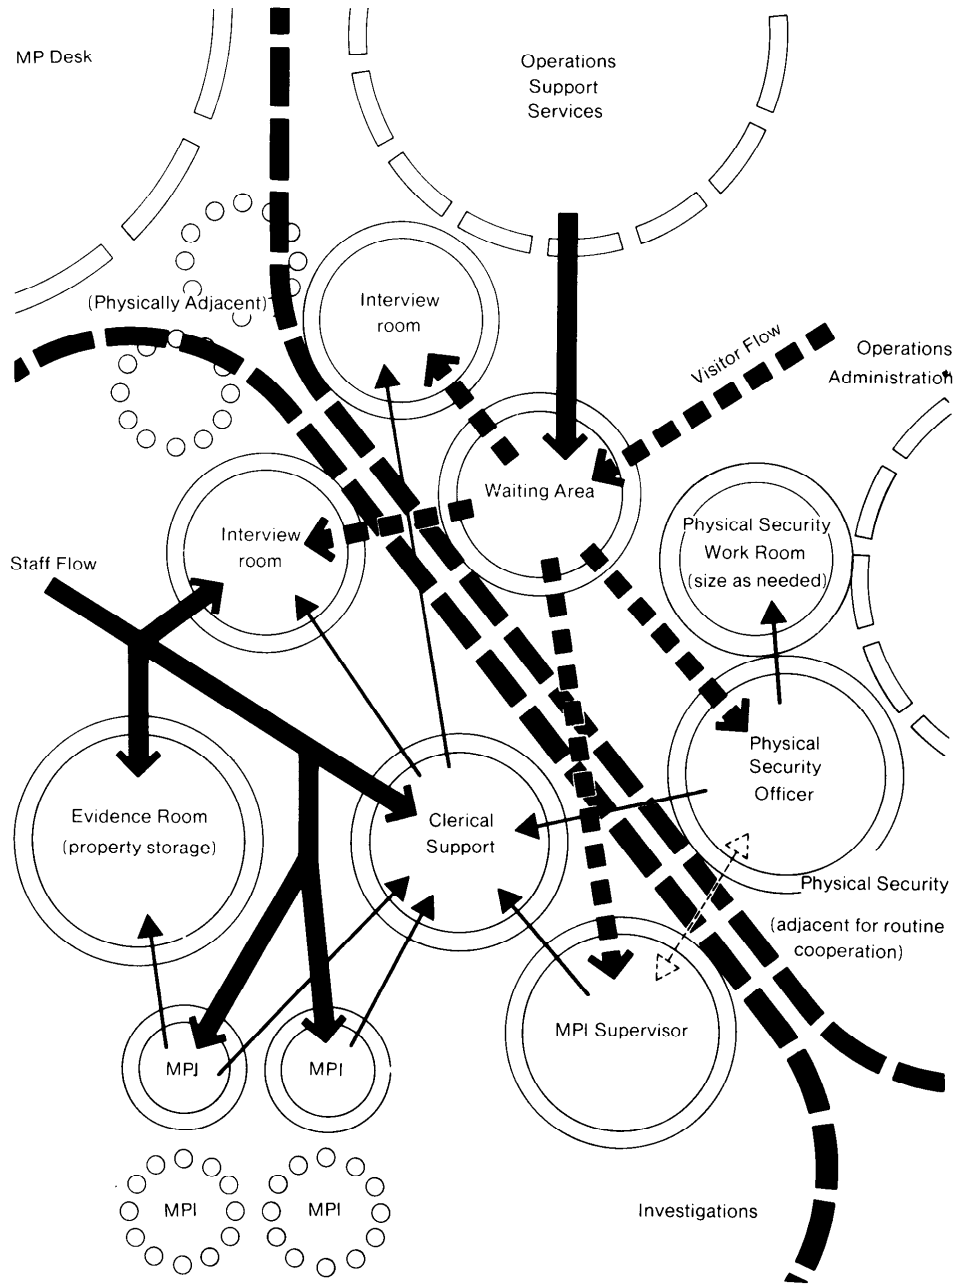 MP Desk
Operations
Support
Services
(Physically Adjacent)
Interview
room
Visitor Flow
Operations
Administration
Waiting Area
Physical Security
Work Room
(size as needed)
Interview
room
Staff Flow
Physical
Security
Officer
Evidence Room
(property storage)
Clerical
Support
Physical Security
(adjacent for routine
cooperation)
MPI Supervisor
MPI
MPI
MPI
MPI
Investigations